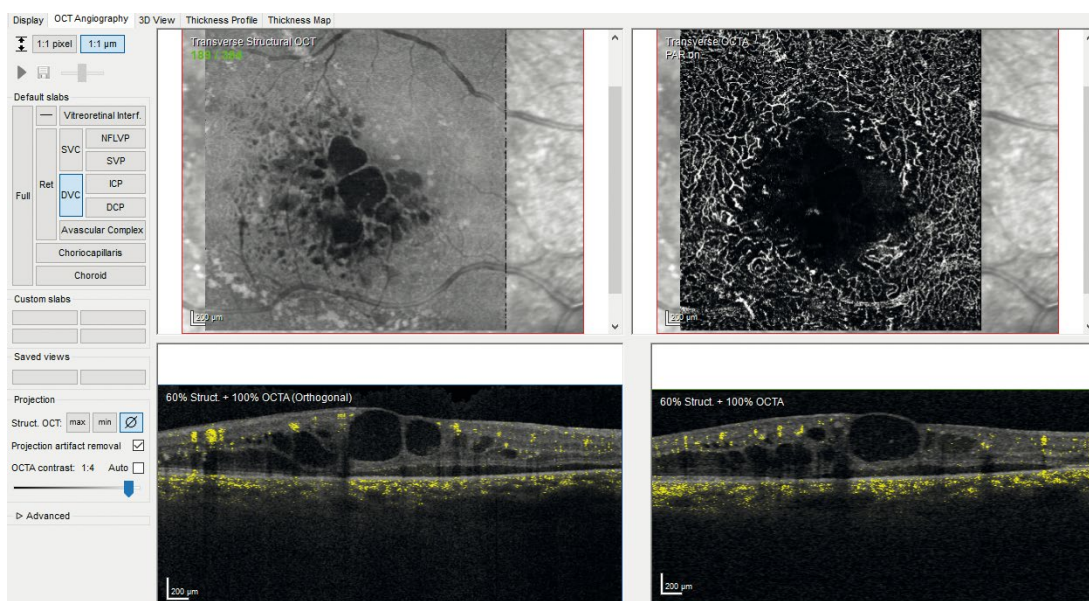 Display OCT Angiography 3D View Thickness Profile Thickness Map
1:1 pixel 1:1 µm
Default slabs
Full
Ret
Vitreoretinal Interf.
SVC
NFLVP
SVP
DVC
ICP
DCP
Avascular Complex
Choriocapillaris
Choroid
Custom slabs
Saved views
Projection
Struct. OCT: max min Ø
Projection artifact removal
OCTA contrast: 1:4 Auto
Advanced
Transverse Structural OCT
200 µm
Transverse OCTA
PAR on
200 µm
60% Struct. + 100% OCTA (Orthogonal)
200 µm
60% Struct. + 100% OCTA
200 µm